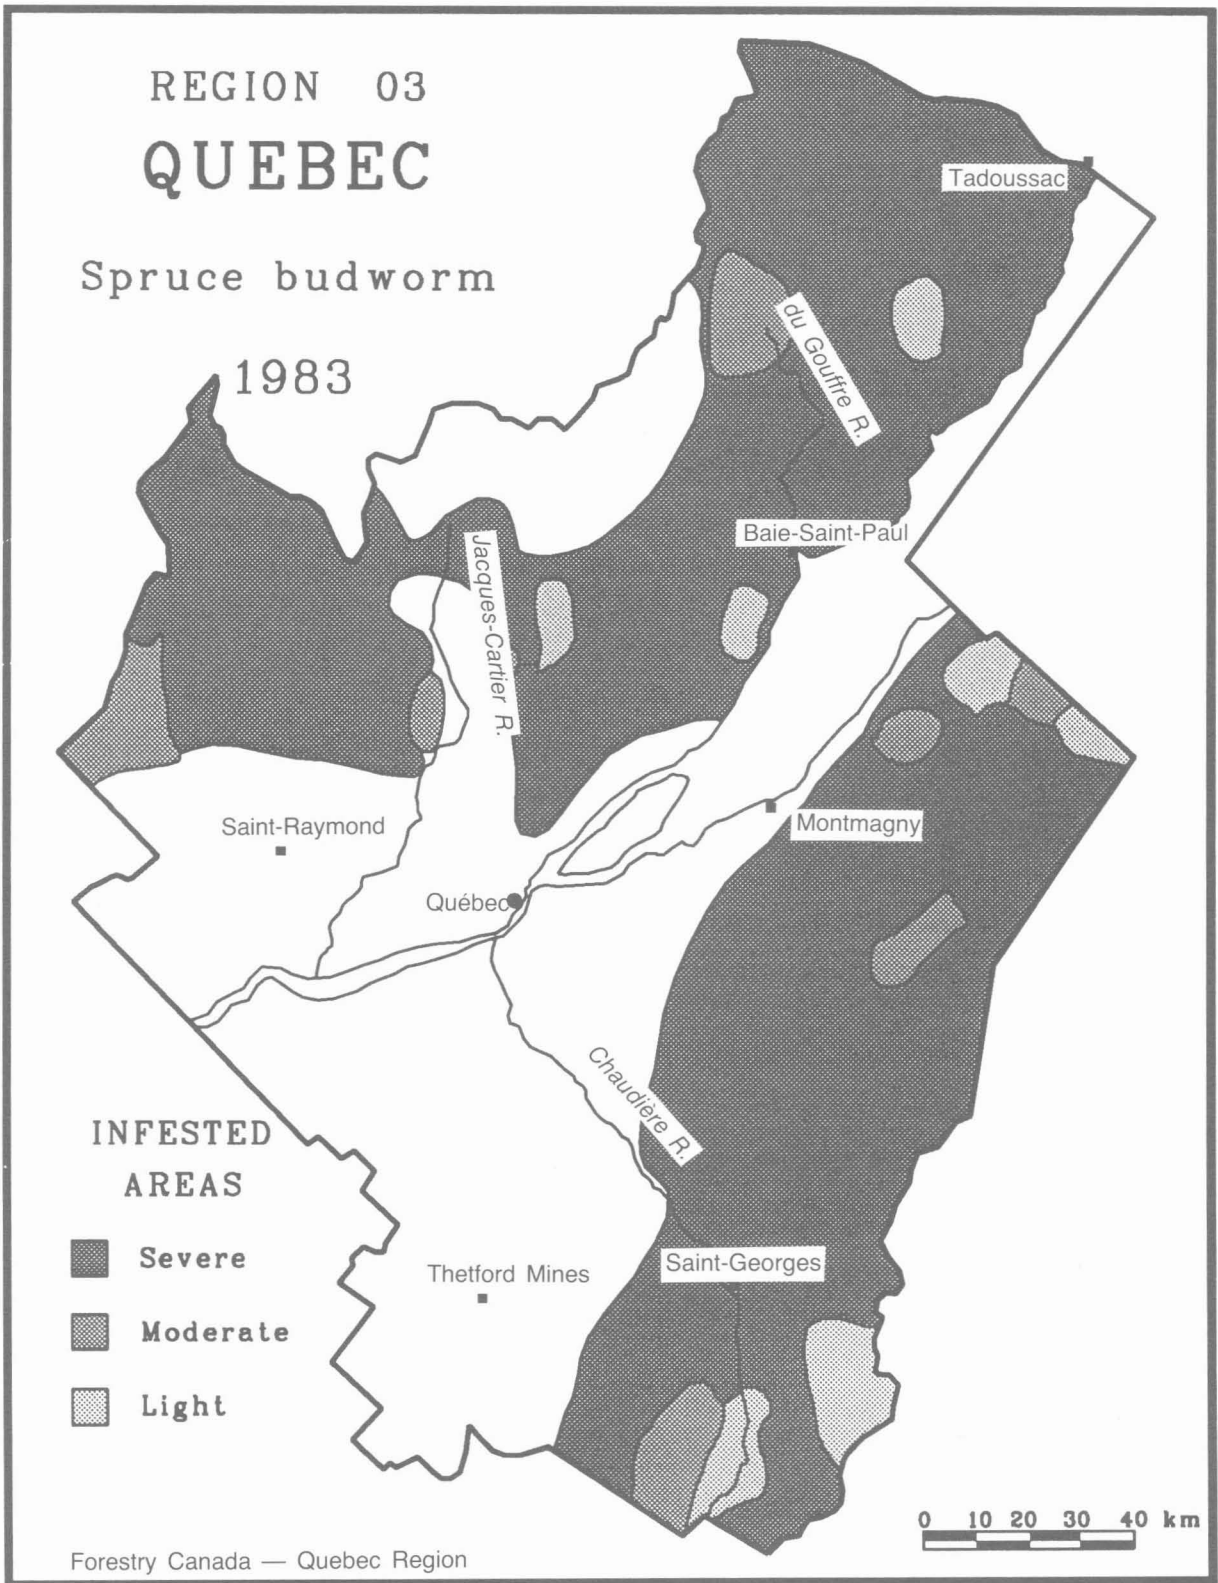 REGION 03
QUEBEC
Spruce budworm
1983
Tadoussac
du Gouffre R.
Baie-Saint-Paul
Jacques-Cartier R.
Saint-Raymond
Montmagny
Québec
Chaudière R.
INFESTED
AREAS
Severe
Moderate
Light
Thetford Mines
Saint-Georges
0 10 20 30 40 km
Forestry Canada — Quebec Region